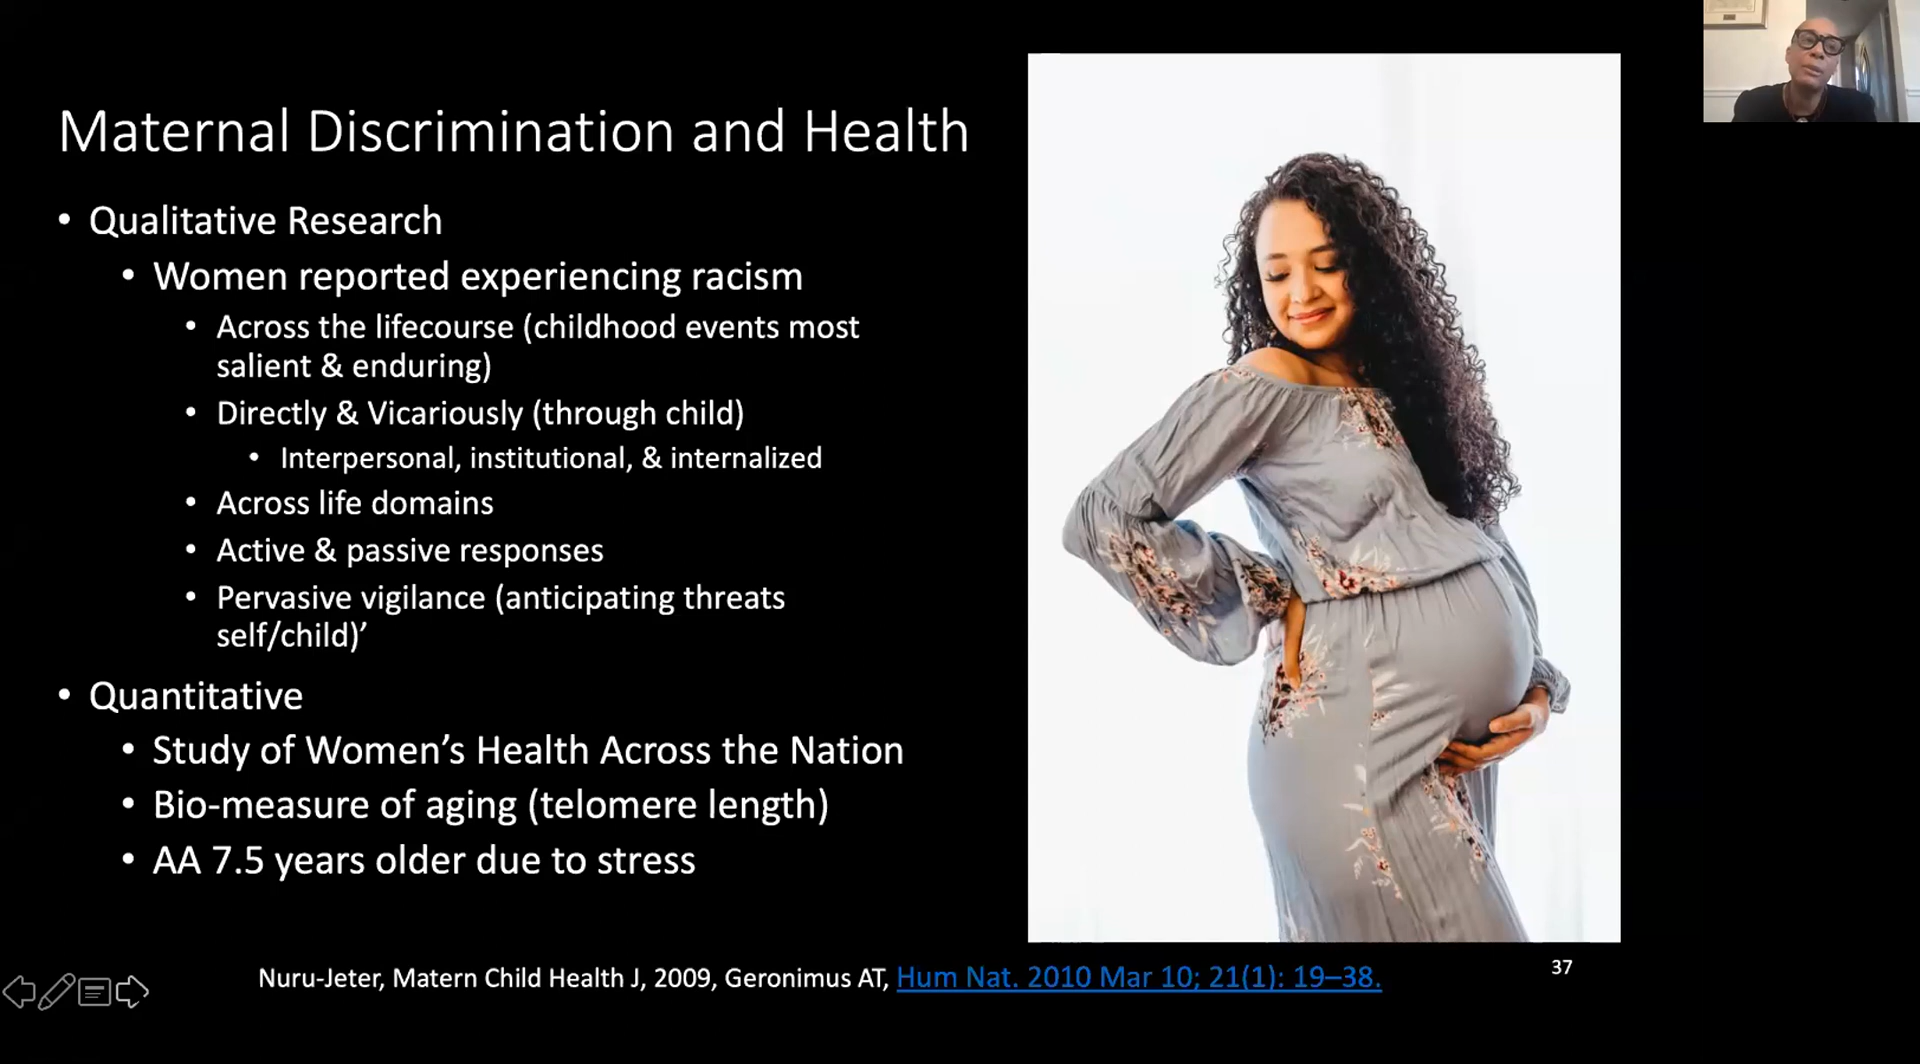 Maternal Discrimination and Health
• Qualitative Research
• Women reported experiencing racism
• Across the lifecourse (childhood events most
salient & enduring)
• Directly & Vicariously (through child)
• Interpersonal, institutional, & internalized
• Across life domains
• Active & passive responses
• Pervasive vigilance (anticipating threats
self/child)’
• Quantitative
• Study of Women’s Health Across the Nation
• Bio-measure of aging (telomere length)
• AA 7.5 years older due to stress
Nuru-Jeter, Matern Child Health J, 2009, Geronimus AT, Hum Nat. 2010 Mar 10; 21(1): 19–38.
37